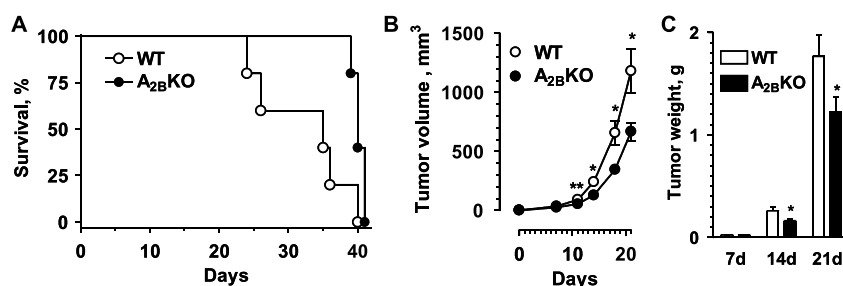 A
Survival, %
100
75
50
25
0
WT
A2BKO
0 10 20 30 40
Days
B
Tumor volume , mm3
1500
1000
500
0
WT
A2BKO
**
*
*
*
0 10 20
Days
C
Tumor weight, g
2
1
0
WT
A2BKO
*
*
7d 14d 21d